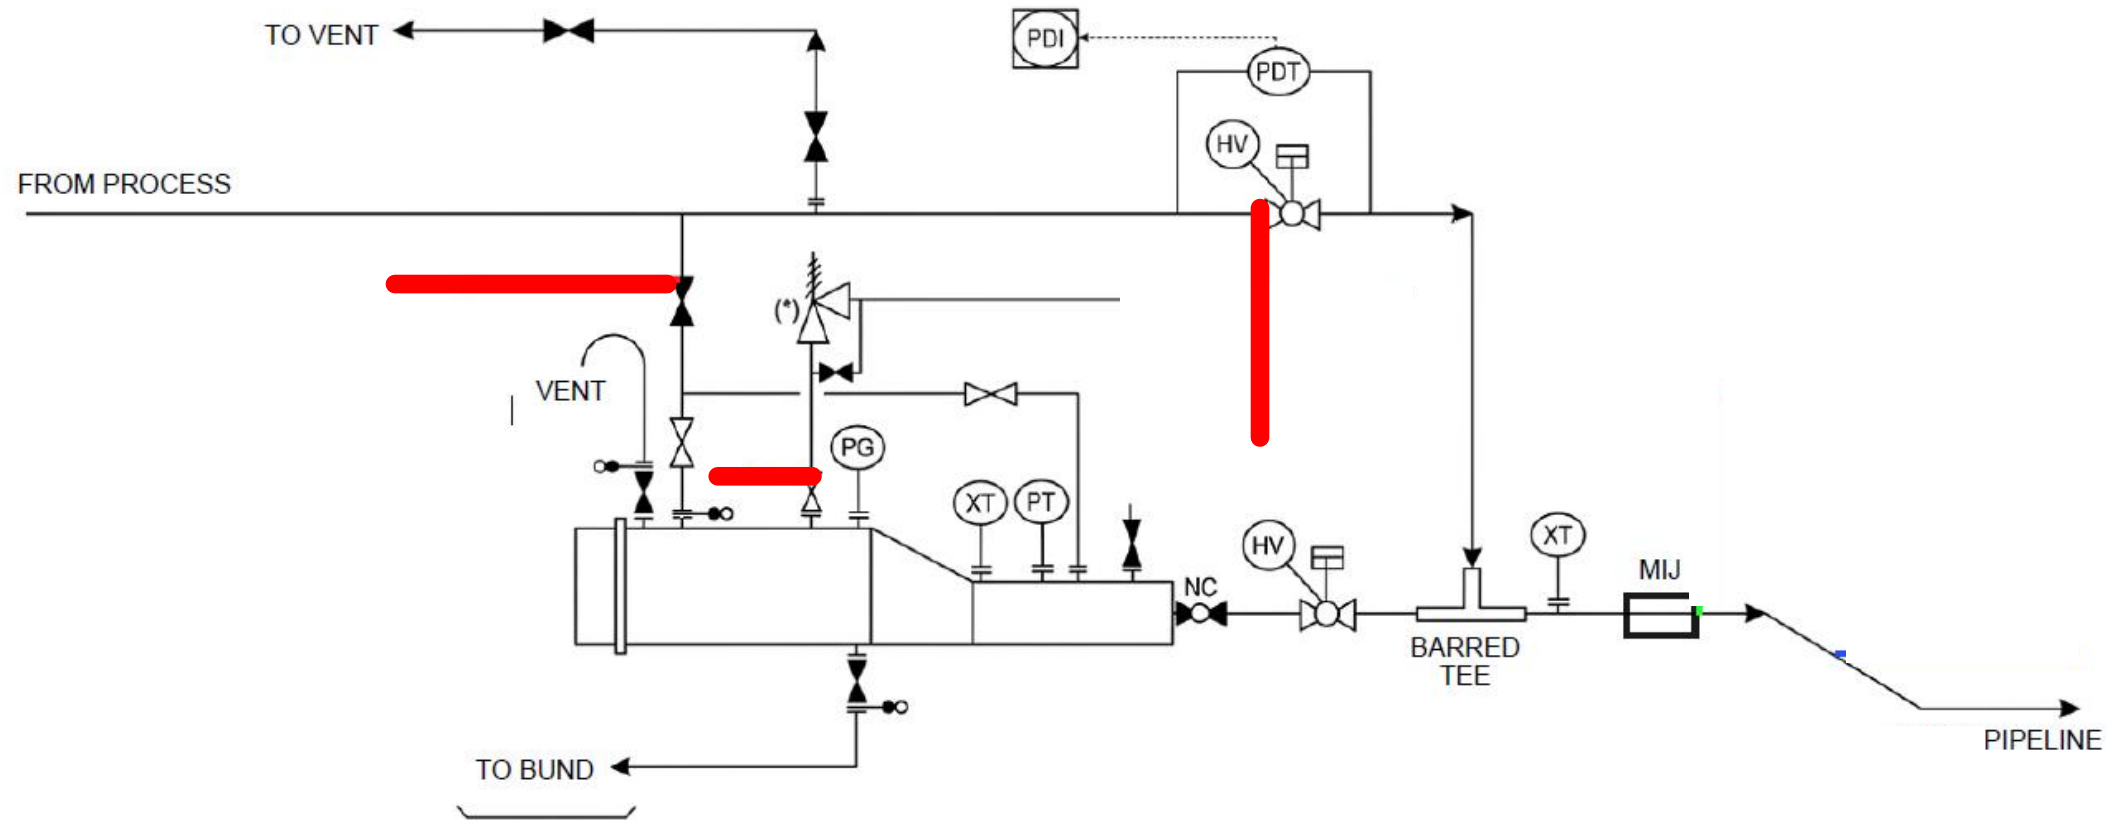 TO VENT
PDI
PDT
HV
FROM PROCESS
(*)
VENT
PG
XT
PT
HV
XT
NC
MIJ
BARRED
TEE
TO BUND
PIPELINE